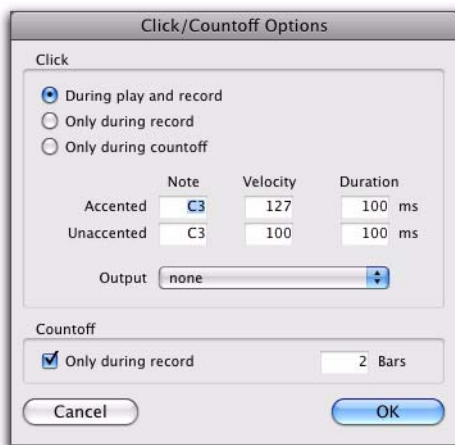 Click/Countoff Options
Click
During play and record
Only during record
Only during countoff
Note Velocity Duration
Accented C3 127 100 ms
Unaccented C3 100 100 ms
Output none
Countoff
Only during record 2 Bars
Cancel OK